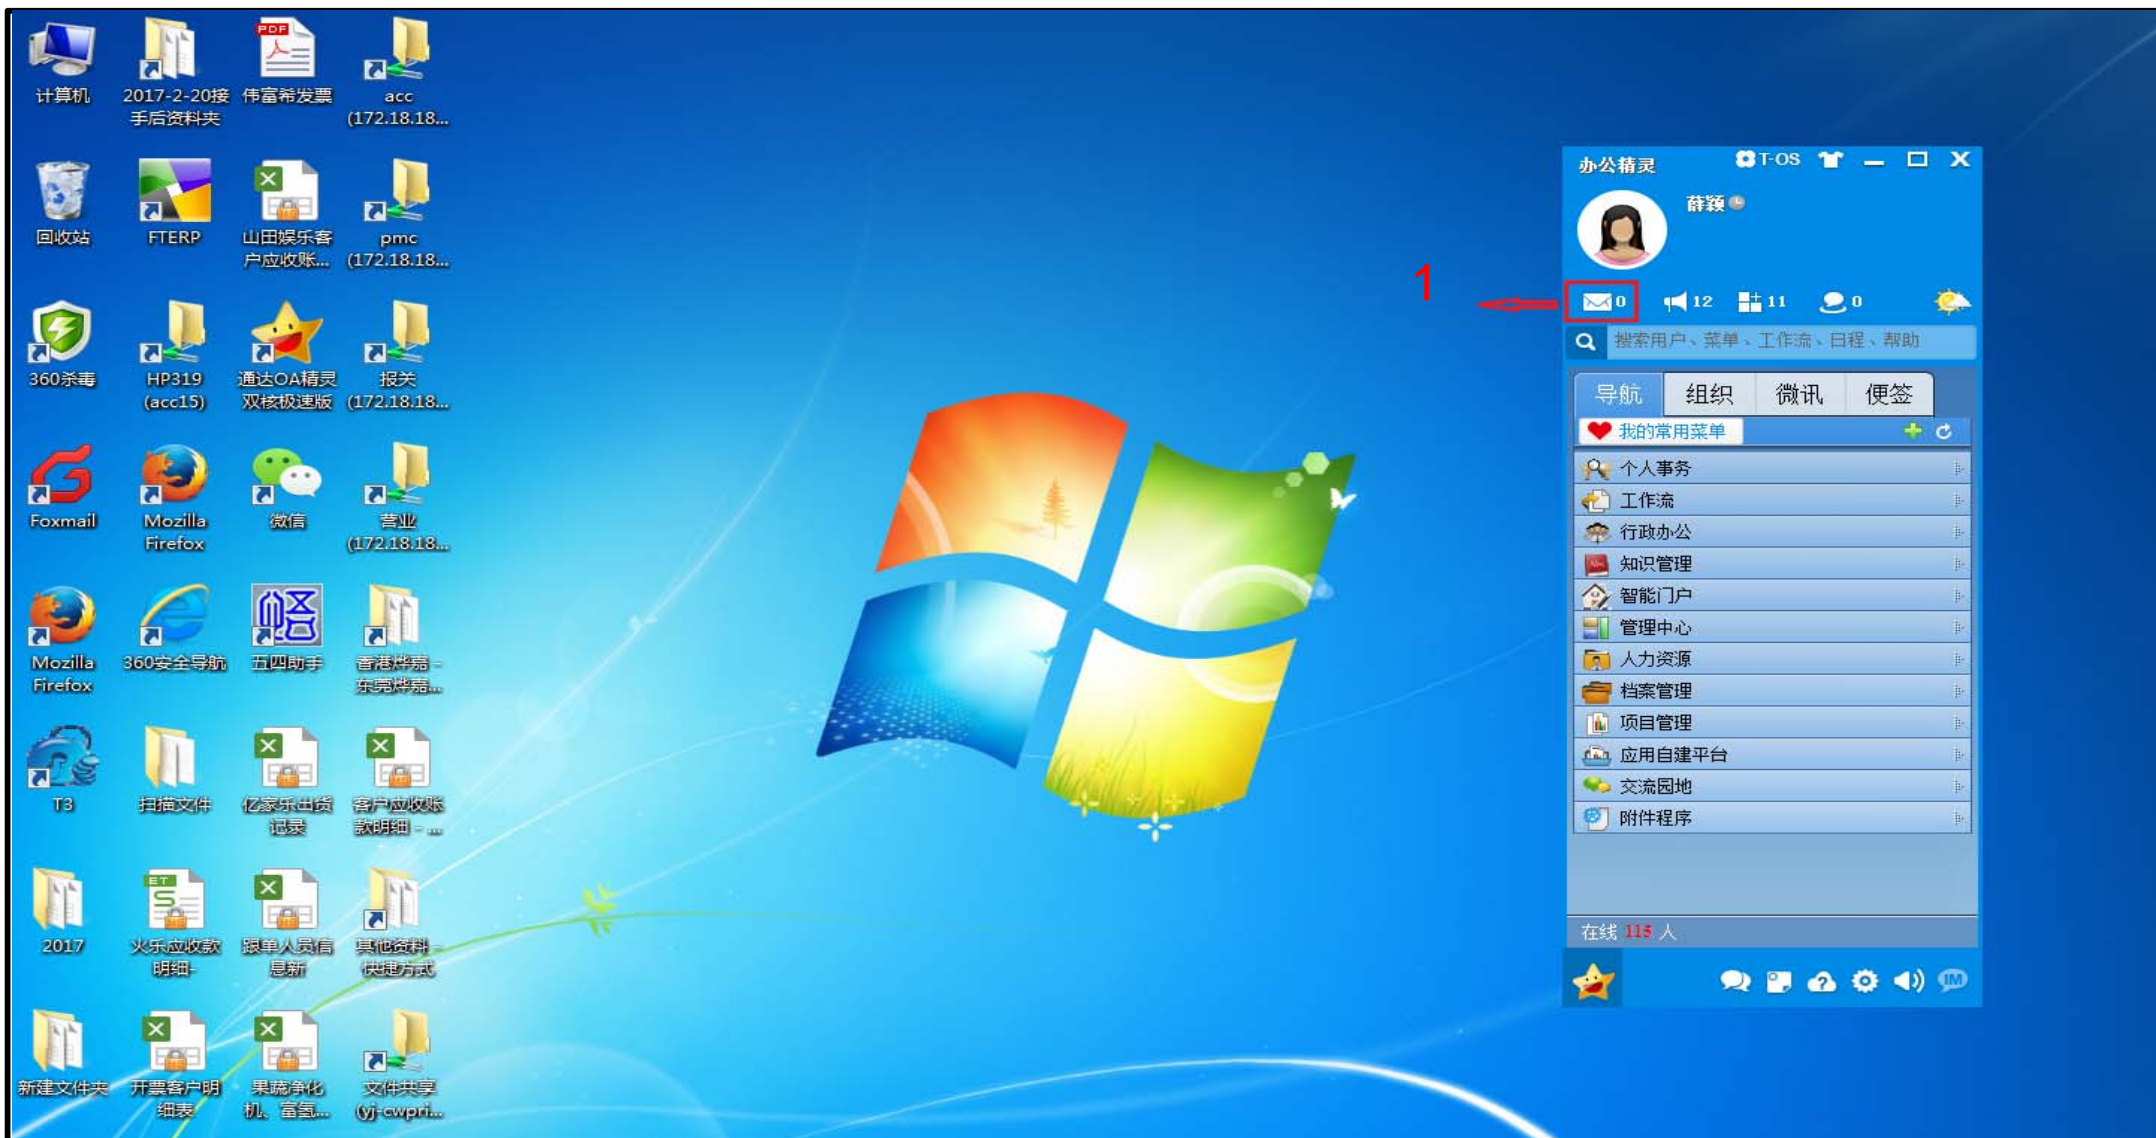 计算机
2017-2-20接
手后资料夹
PDF
伟富希发票
acc
(172.18.18...
回收站
FTERP
山田娱乐客
户应收账...
pmc
(172.18.18...
360杀毒
HP319
(acc15)
通达OA精灵
双核极速版
报关
(172.18.18...
Foxmail
Mozilla
Firefox
微信
营业
(172.18.18...
Mozilla
Firefox
360安全导航
五四助手
香港烨嘉 -
东莞烨嘉...
T3
扫描文件
亿家乐出货
记录
客户应收账
款明细 - ...
2017
ET
火乐应收款
明细-
跟单人员信
息新
其他资料 -
快捷方式
新建文件夹
开票客户明
细表
果蔬净化
机、富氢...
文件共享
(yj-cwpri...
1
办公精灵
T-OS
薛颖
0
12
11
0
搜索用户、菜单、工作流、日程、帮助
导航 组织 微讯 便签
我的常用菜单
个人事务
工作流
行政办公
知识管理
智能门户
管理中心
人力资源
档案管理
项目管理
应用自建平台
交流园地
附件程序
在线 115 人
IM